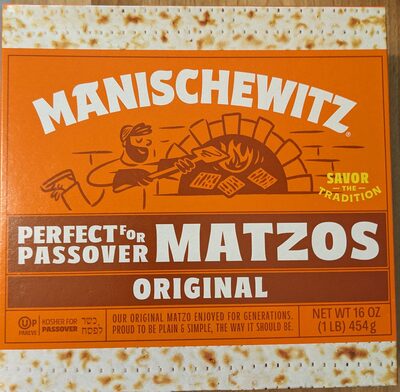 MANISCHEWITZ®
SAVOR
THE
TRADITION
PERFECT FOR
PASSOVER
MATZOS
ORIGINAL
U P
PAREVE
KOSHER FOR
PASSOVER
כשר
לפסח
OUR ORIGINAL MATZO ENJOYED FOR GENERATIONS.
PROUD TO BE PLAIN & SIMPLE, THE WAY IT SHOULD BE.
NET WT 16 OZ
(1 LB) 454g